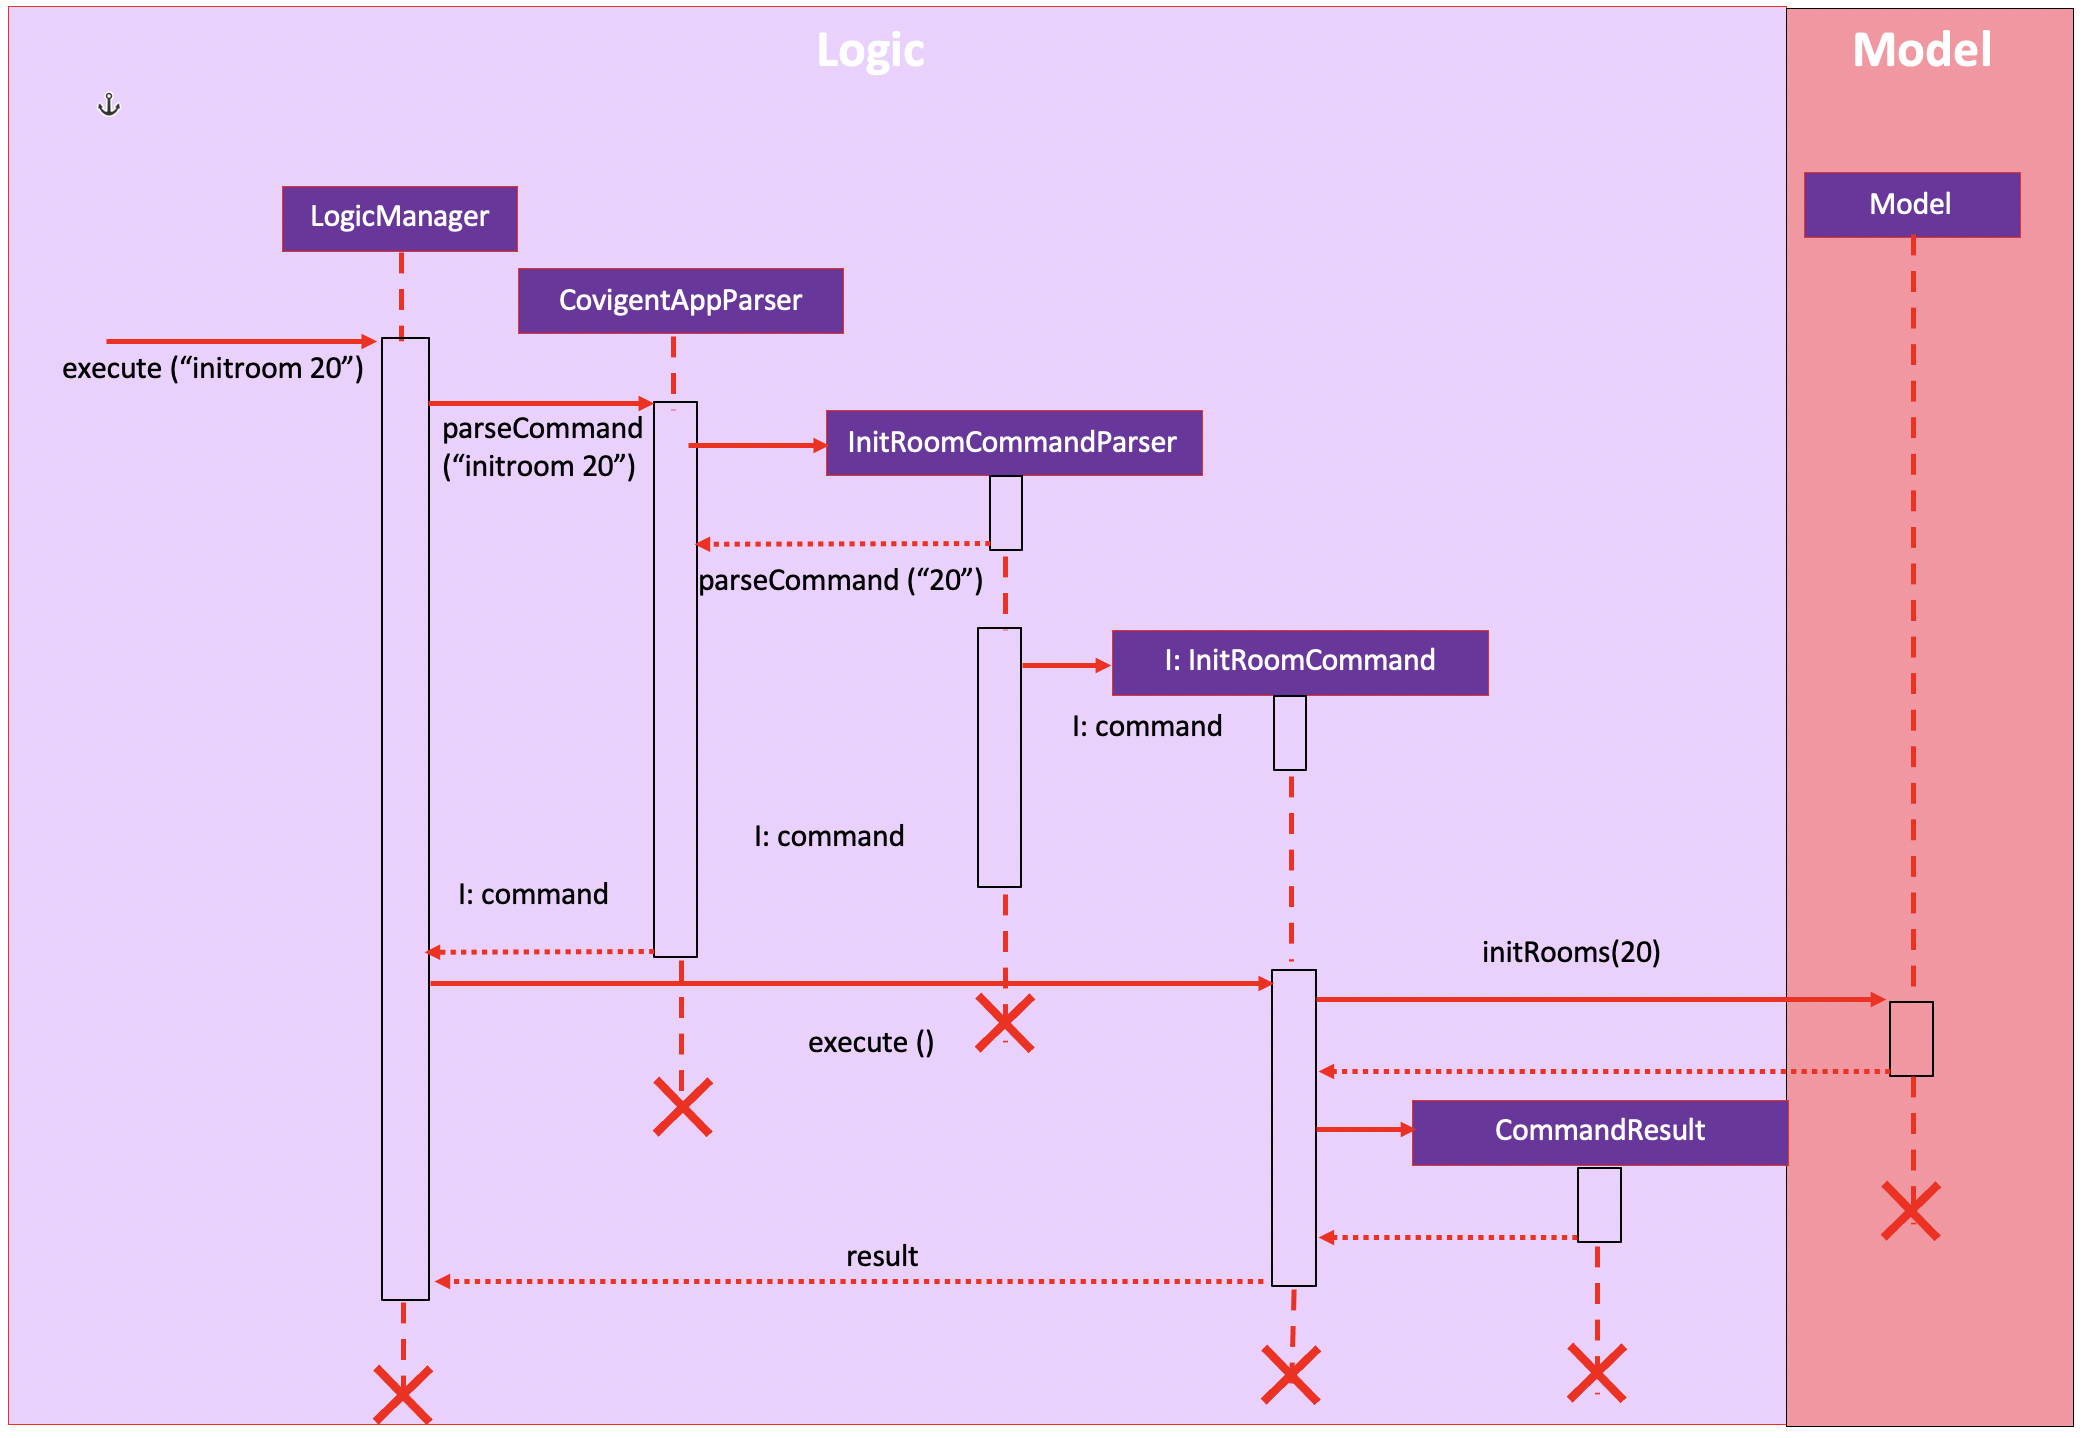 Logic
Model
LogicManager
Model
CovigentAppParser
execute (“initroom 20”)
parseCommand
(“initroom 20”)
InitRoomCommandParser
parseCommand (“20”)
I: InitRoomCommand
I: command
I: command
I: command
initRooms(20)
execute ()
CommandResult
result